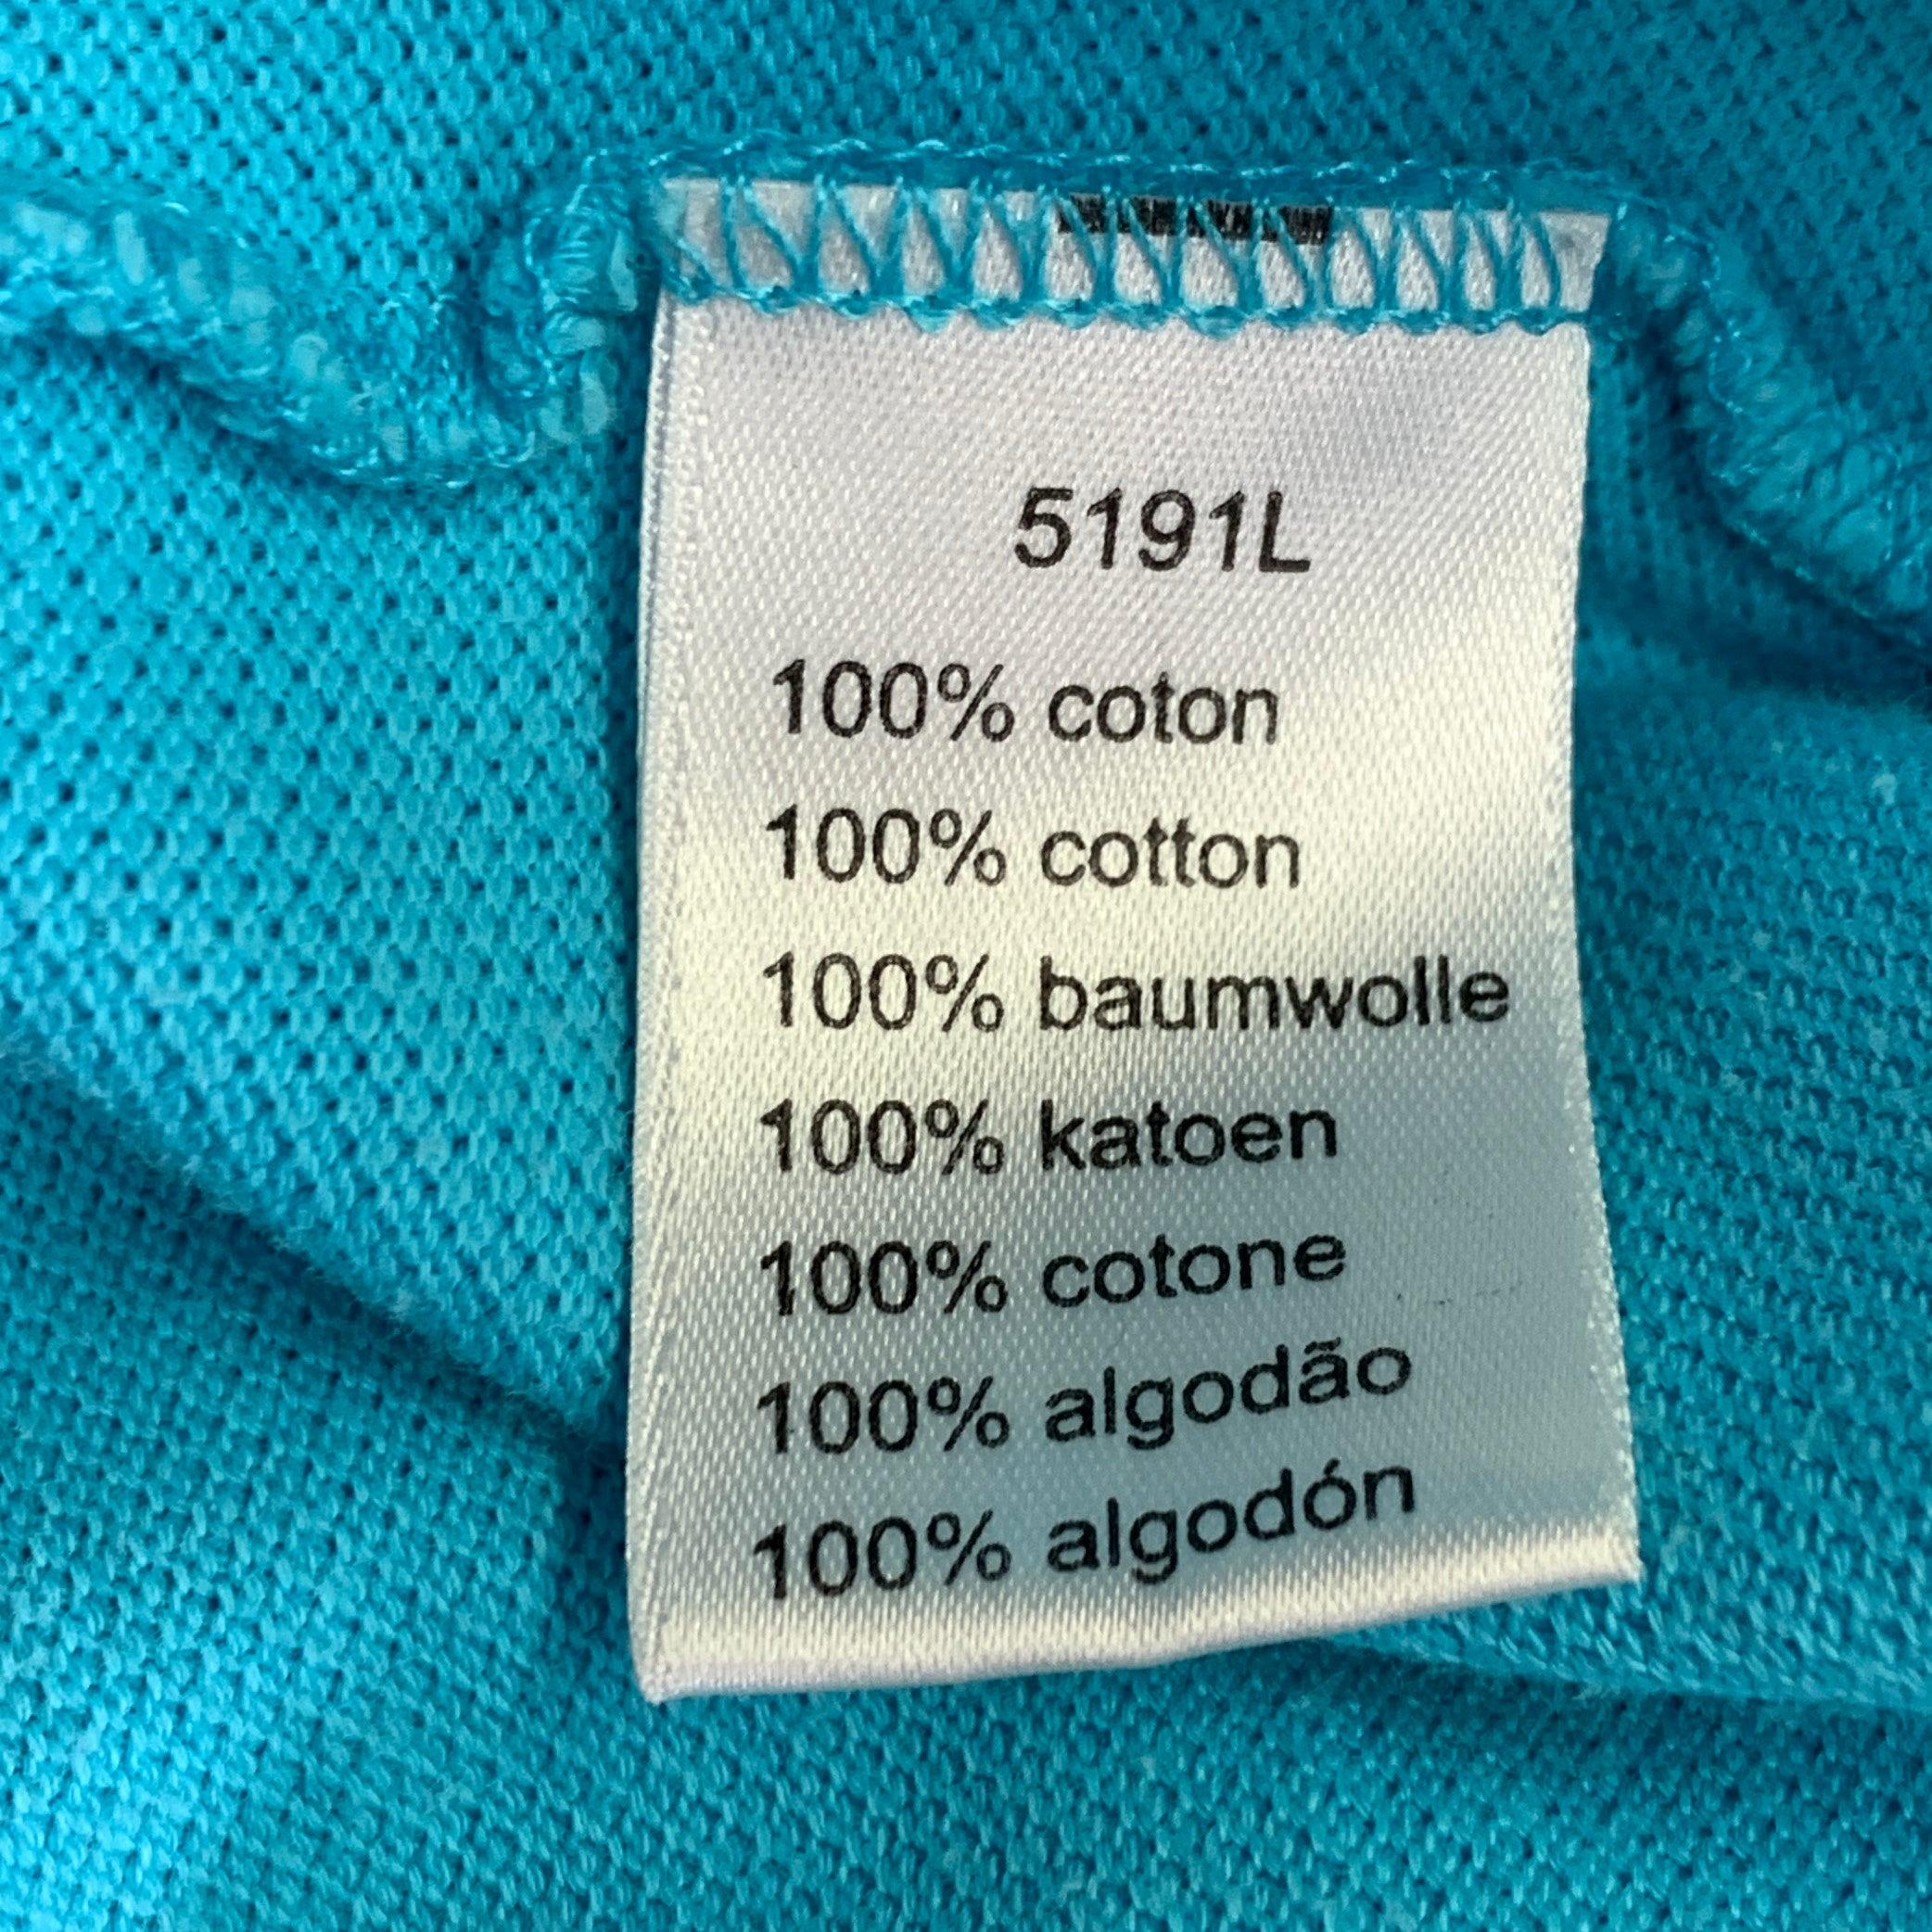 5191L
100% coton
100% cotton
100% baumwolle
100% katoen
100% cotone
100% algodão
100% algodón